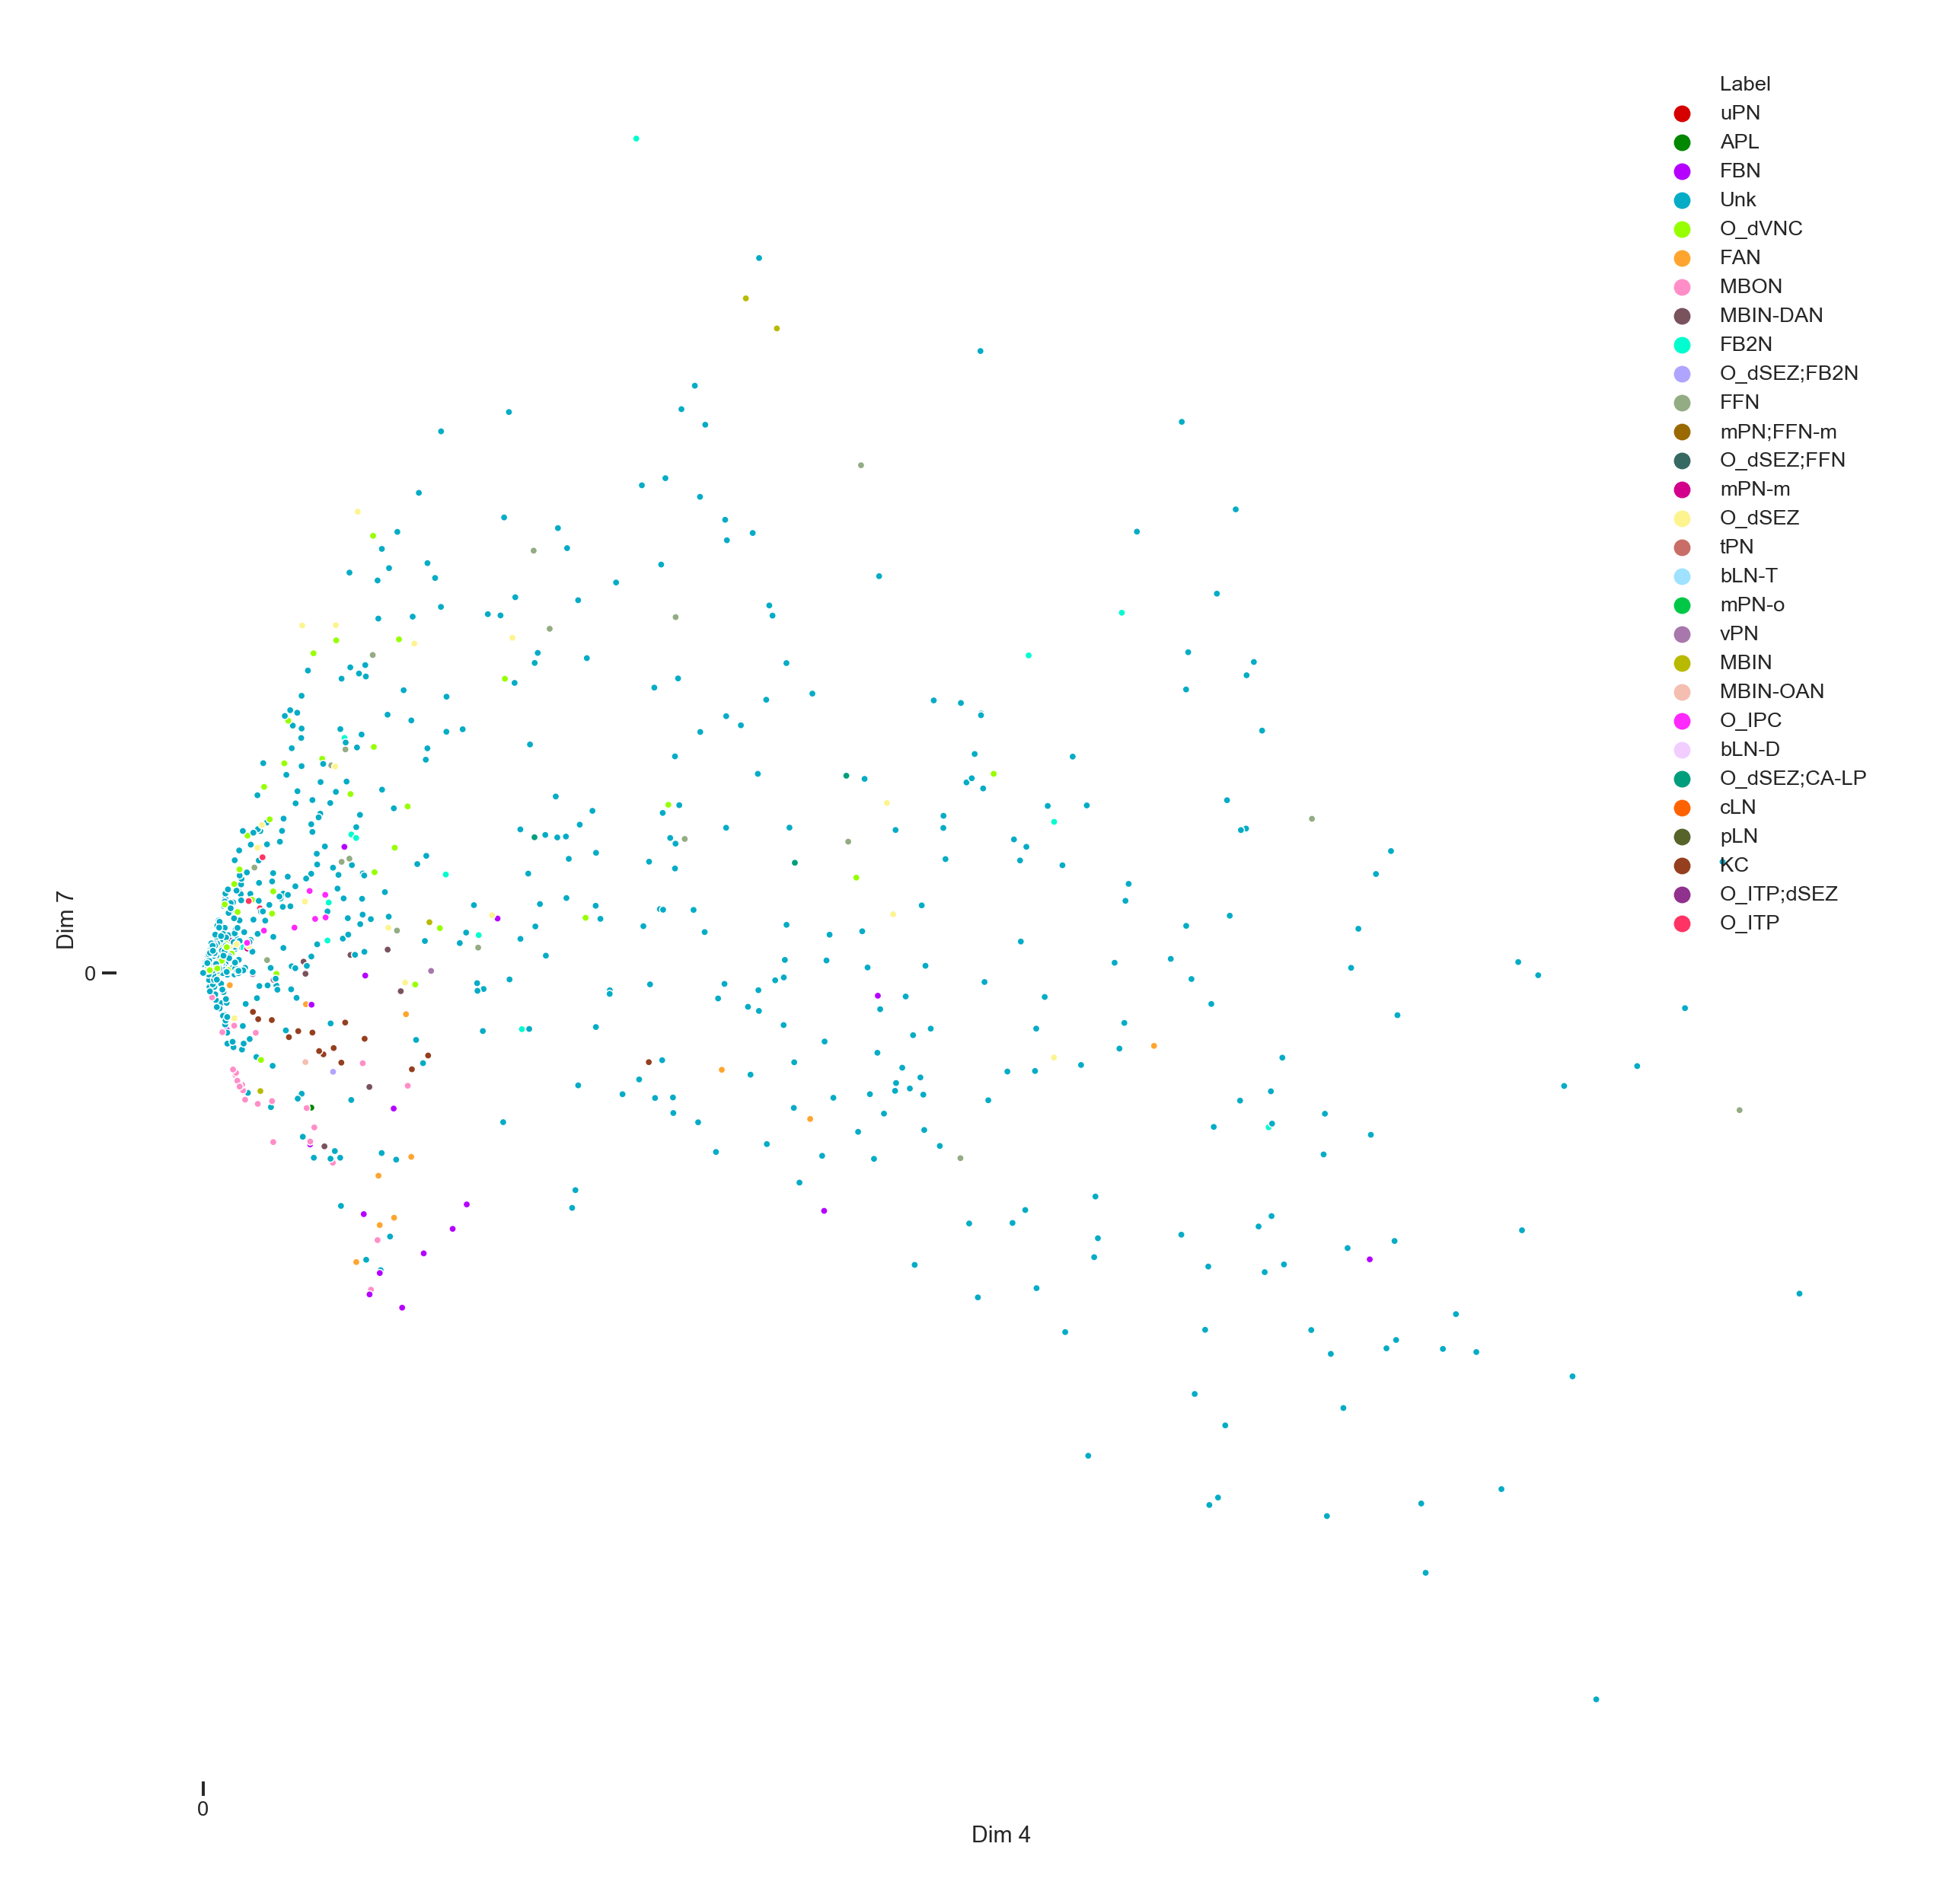 Label
uPN
APL
FBN
Unk
O_dVNC
FAN
MBON
MBIN-DAN
FB2N
O_dSEZ;FB2N
FFN
mPN;FFN-m
O_dSEZ;FFN
mPN-m
O_dSEZ
tPN
bLN-T
mPN-o
vPN
MBIN
MBIN-OAN
O_IPC
bLN-D
O_dSEZ;CA-LP
cLN
pLN
KC
O_ITP;dSEZ
O_ITP
Dim 7
0
0
Dim 4